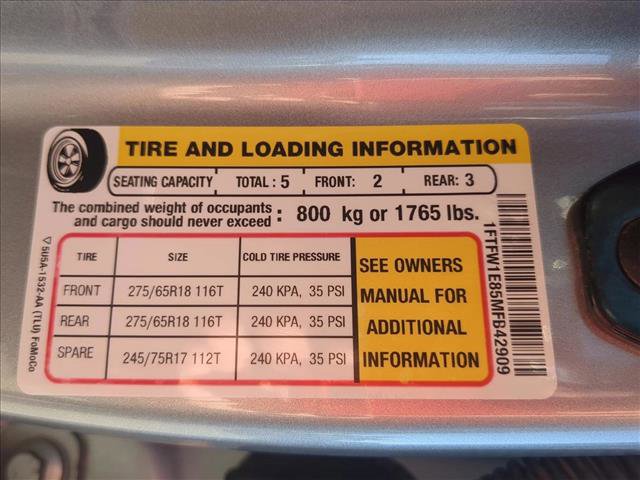 TIRE AND LOADING INFORMATION
SEATING CAPACITY TOTAL : 5 FRONT: 2 REAR: 3
The combined weight of occupants
and cargo should never exceed : 800 kg or 1765 lbs.
TIRE SIZE COLD TIRE PRESSURE
FRONT 275/65R18 116T 240 KPA, 35 PSI
REAR 275/65R18 116T 240 KPA, 35 PSI
SPARE 245/75R17 112T 240 KPA, 35 PSI
SEE OWNERS
MANUAL FOR
ADDITIONAL
INFORMATION
5U5A-1532-AA (TLU) FoMoCo
1FTFW1E85MFB42909